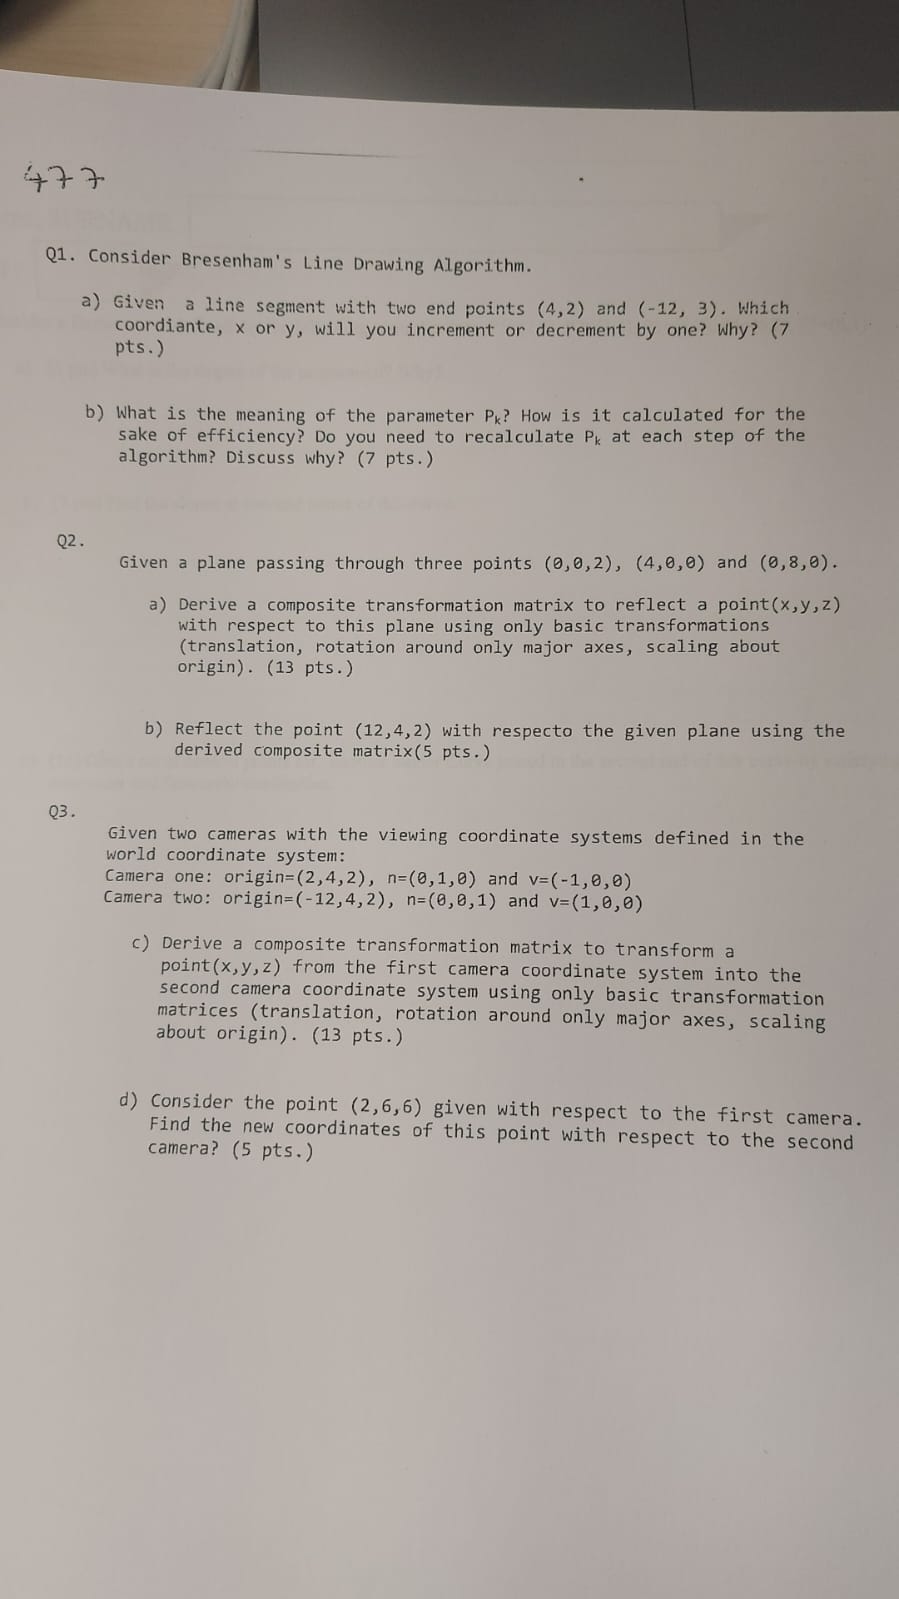 477
Q1. Consider Bresenham's Line Drawing Algorithm.
a) Given a line segment with two end points (4,2) and (-12, 3). Which
coordiante, x or y, will you increment or decrement by one? Why? (7
pts.)
b) What is the meaning of the parameter Pk? How is it calculated for the
sake of efficiency? Do you need to recalculate Pk at each step of the
algorithm? Discuss why? (7 pts.)
Q2.
Given a plane passing through three points (0,0,2), (4,0,0) and (0,8,0).
a) Derive a composite transformation matrix to reflect a point(x,y,z)
with respect to this plane using only basic transformations
(translation, rotation around only major axes, scaling about
origin). (13 pts.)
b) Reflect the point (12,4,2) with respecto the given plane using the
derived composite matrix(5 pts.)
Q3.
Given two cameras with the viewing coordinate systems defined in the
world coordinate system:
Camera one: origin=(2,4,2), n=(0,1,0) and v=(-1,0,0)
Camera two: origin=(-12,4,2), n=(0,0,1) and v=(1,0,0)
c) Derive a composite transformation matrix to transform a
point(x,y,z) from the first camera coordinate system into the
second camera coordinate system using only basic transformation
matrices (translation, rotation around only major axes, scaling
about origin). (13 pts.)
d) Consider the point (2,6,6) given with respect to the first camera.
Find the new coordinates of this point with respect to the second
camera? (5 pts.)